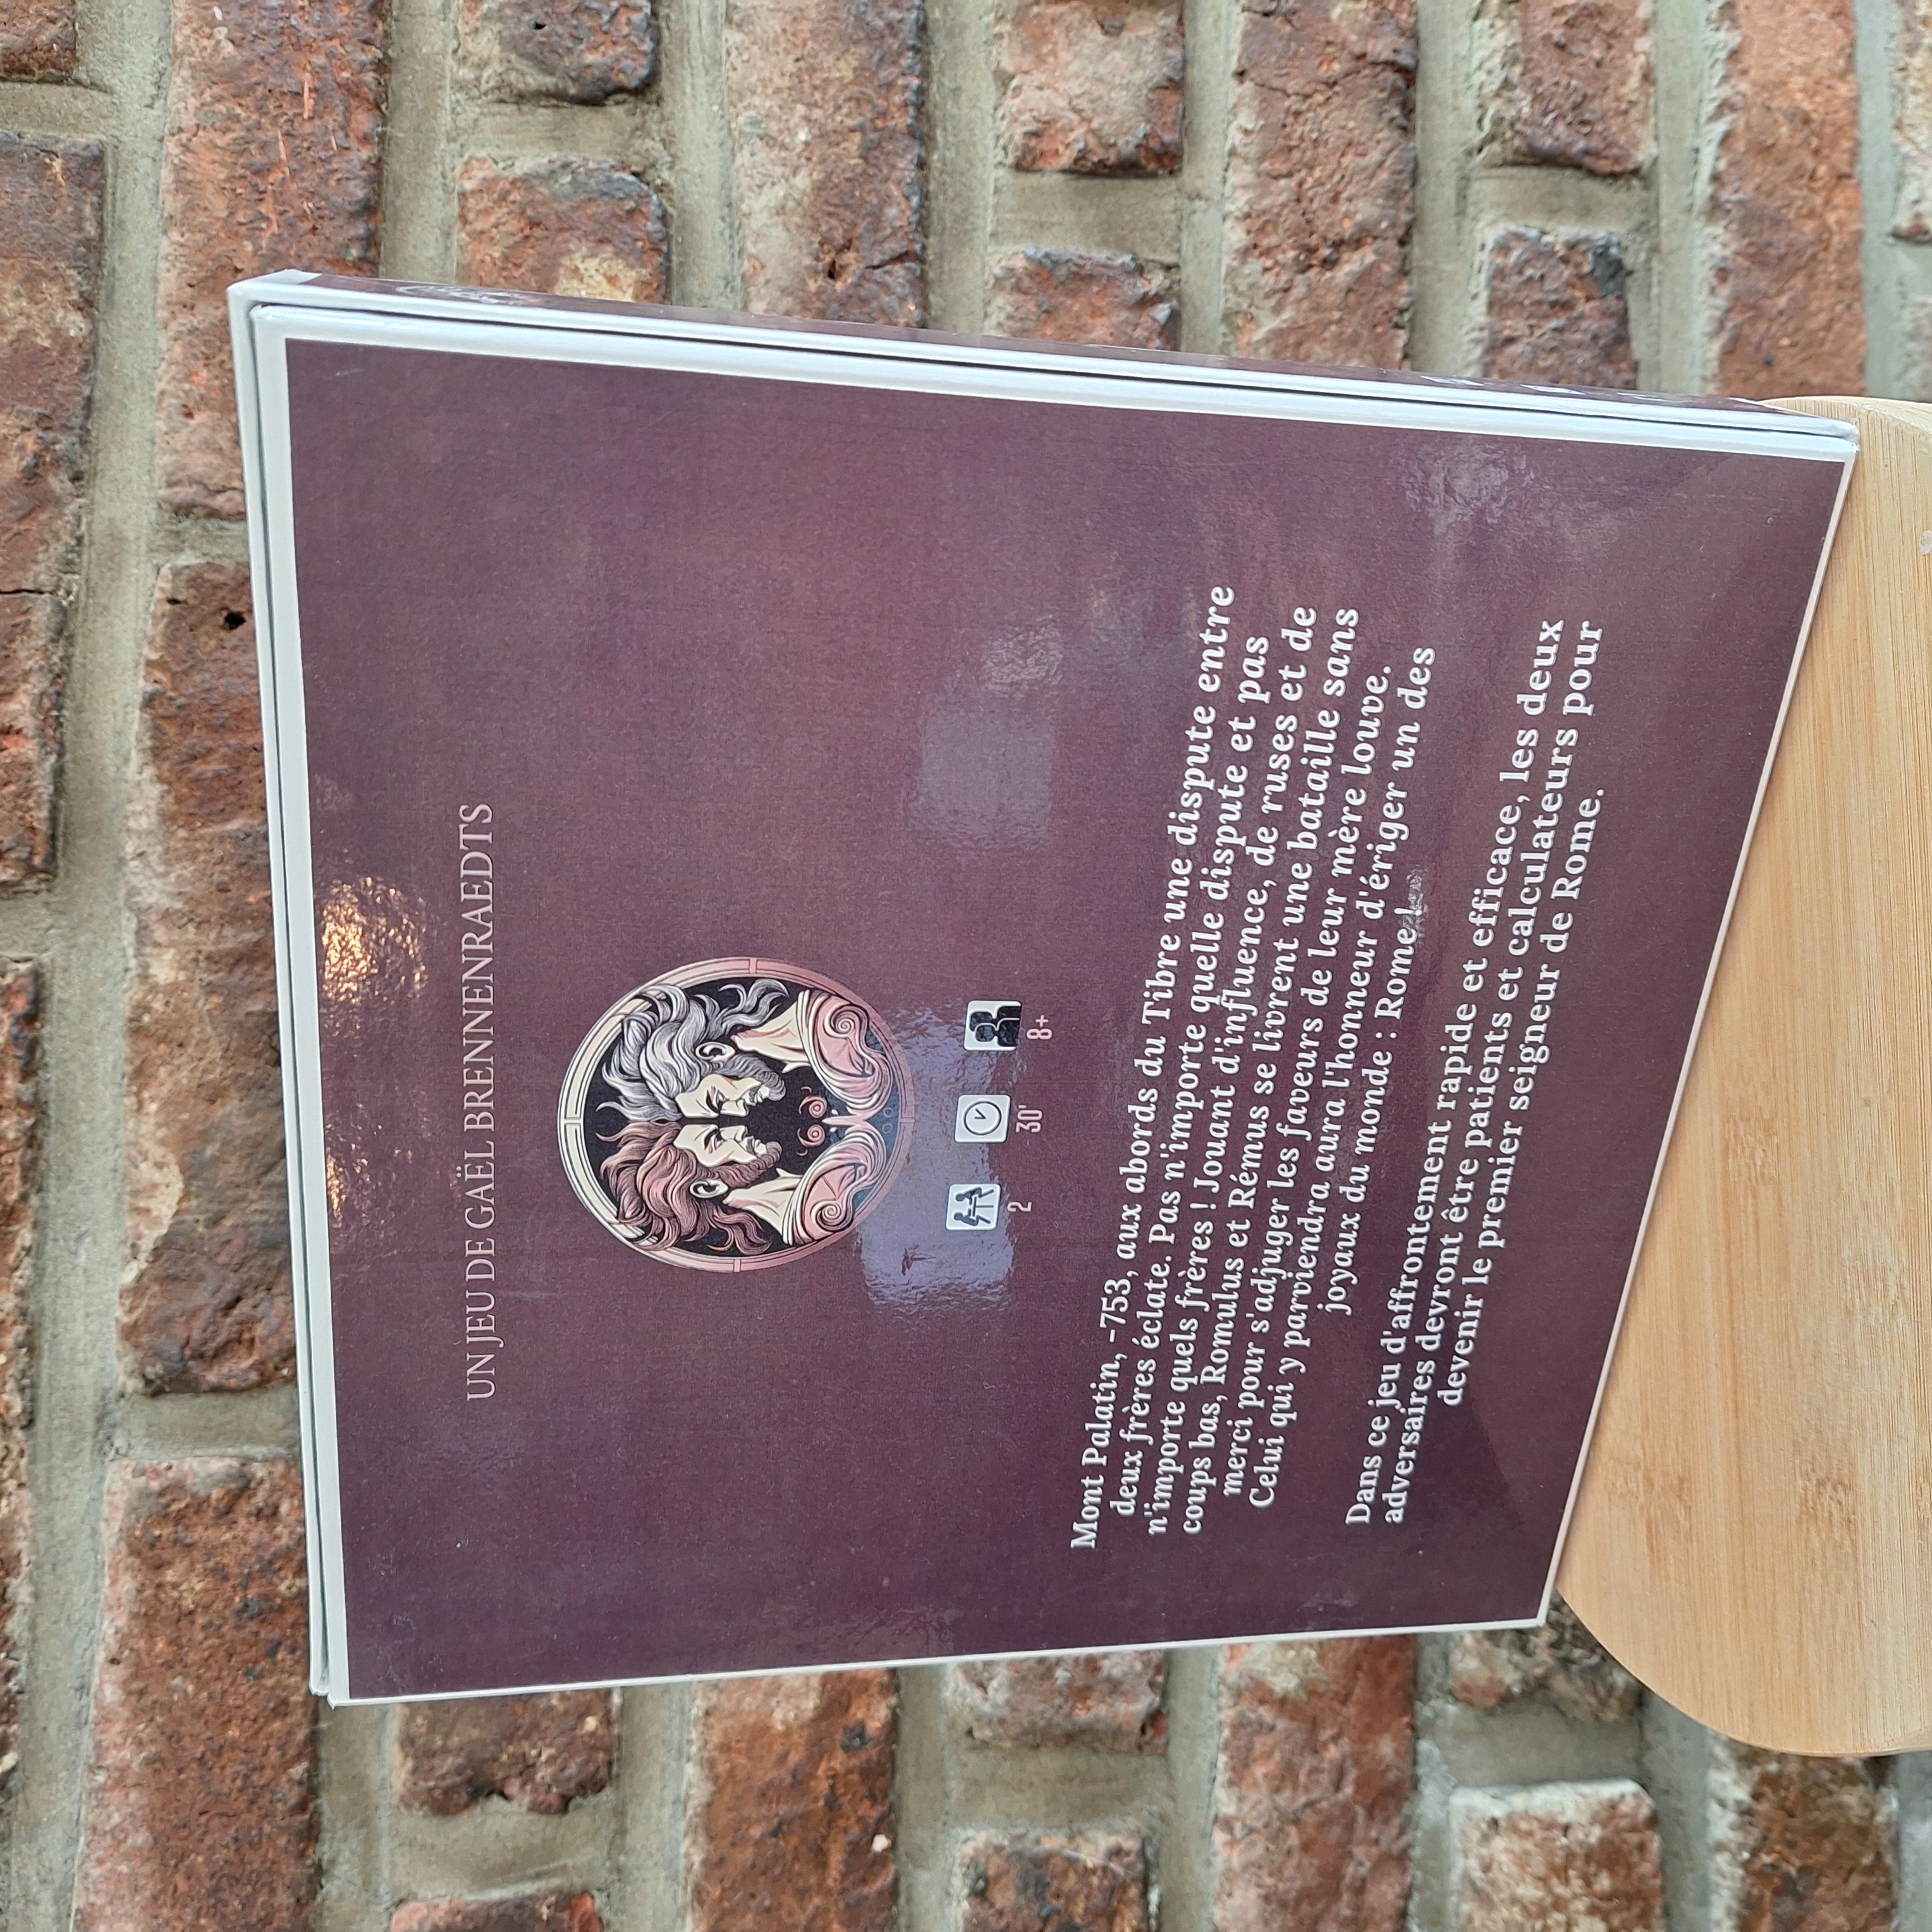 UN JEU DE GAËL BRENNENRAEDTS
2
30'
8+
Mont Palatin, -753, aux abords du Tibre une dispute entre
deux frères éclate. Pas n'importe quelle dispute et pas
n'importe quels frères ! Jouant d'influence, de ruses et de
coups bas, Romulus et Rémus se livrent une bataille sans
merci pour s'adjuger les faveurs de leur mère louve.
Celui qui y parviendra aura l'honneur d'ériger un des
joyaux du monde : Rome!
Dans ce jeu d'affrontement rapide et efficace, les deux
adversaires devront être patients et calculateurs pour
devenir le premier seigneur de Rome.